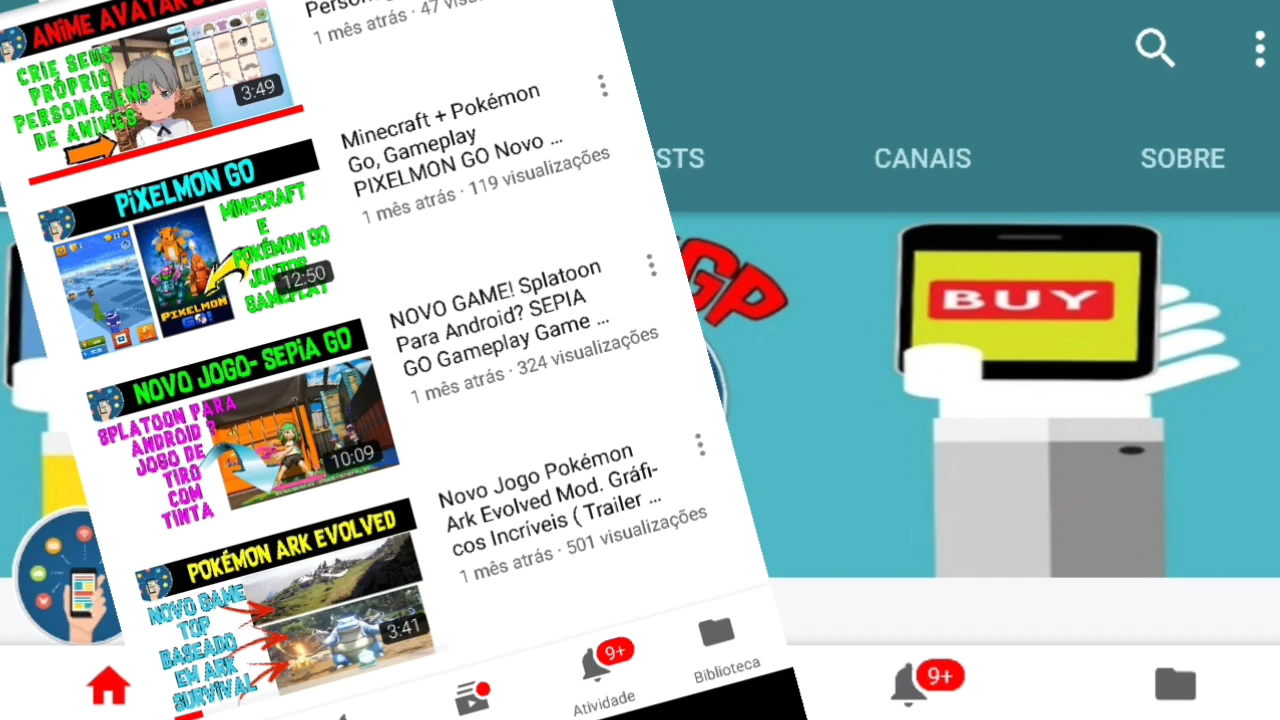 ANIME AVATAR
CRIE SEUS
PRÓPRIO
PERSONAGENS
DE ANIMES
3:49
1 mês atrás · 47
Minecraft + Pokémon
Go, Gameplay
PIXELMON GO Novo ...
1 mês atrás · 119 visualizações
PIXELMON GO
MINECRAFT
E
POKÉMON GO
JUNTOS
GAMEPLAY
12:50
PIXELMON
GO!
NOVO GAME! Splatoon
Para Android? SEPIA
GO Gameplay Game ...
1 mês atrás · 324 visualizações
NOVO JOGO- SEPIA GO
SPLATOON PARA
ANDROID ?
JOGO DE
TIRO
COM
TINTA
10:09
Novo Jogo Pokémon
Ark Evolved Mod. Gráfi-
cos Incríveis ( Trailer ...
1 mês atrás · 501 visualizações
POKÉMON ARK EVOLVED
NOVO GAME
TOP
BASEADO
EM ARK
SURVIVAL
3:41
9+
Atividade
Biblioteca
STS
CANAIS
SOBRE
GP
BUY
9+